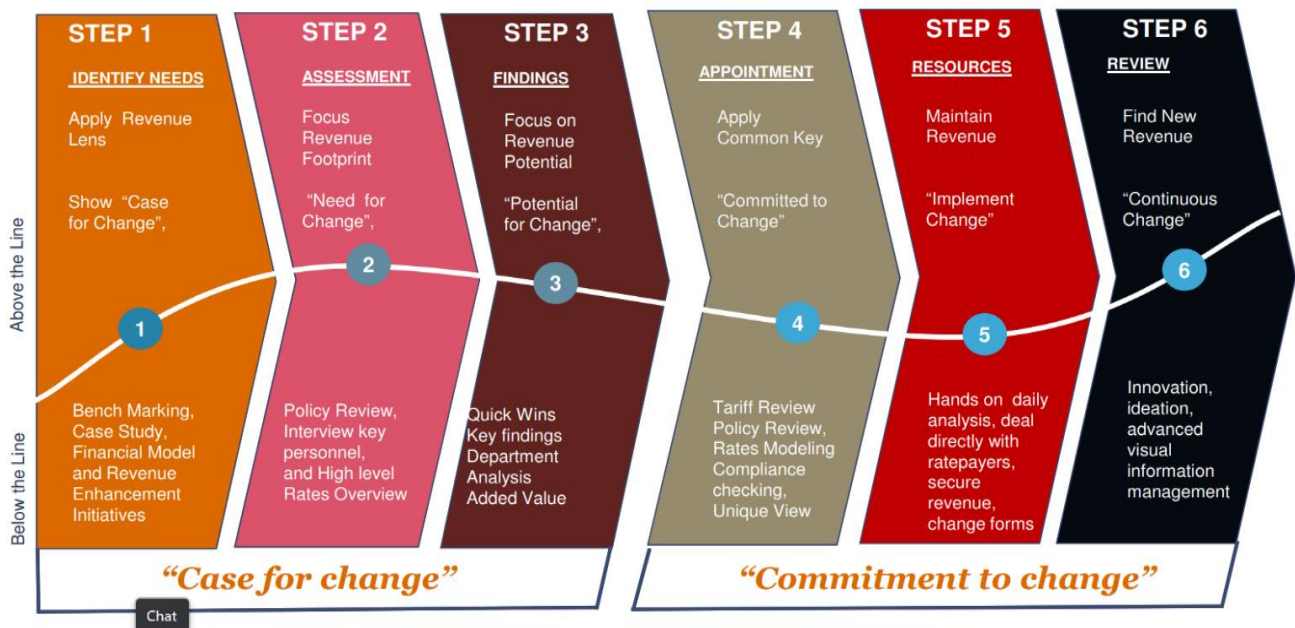 STEP 1
IDENTIFY NEEDS
Apply Revenue
Lens
Show “Case
for Change”,
1
Bench Marking,
Case Study,
Financial Model
and Revenue
Enhancement
Initiatives
STEP 2
ASSESSMENT
Focus
Revenue
Footprint
“Need for
Change”,
2
Policy Review,
Interview key
personnel,
and High level
Rates Overview
STEP 3
FINDINGS
Focus on
Revenue
Potential
“Potential
for Change”,
3
Quick Wins
Key findings
Department
Analysis
Added Value
STEP 4
APPOINTMENT
Apply
Common Key
“Committed to
Change”
4
Tariff Review
Policy Review,
Rates Modeling
Compliance
checking,
Unique View
STEP 5
RESOURCES
Maintain
Revenue
“Implement
Change”
5
Hands on daily
analysis, deal
directly with
ratepayers,
secure
revenue,
change forms
STEP 6
REVIEW
Find New
Revenue
“Continuous
Change”
6
Innovation,
ideation,
advanced
visual
information
management
Above the Line
Below the Line
“Case for change”
“Commitment to change”
Chat